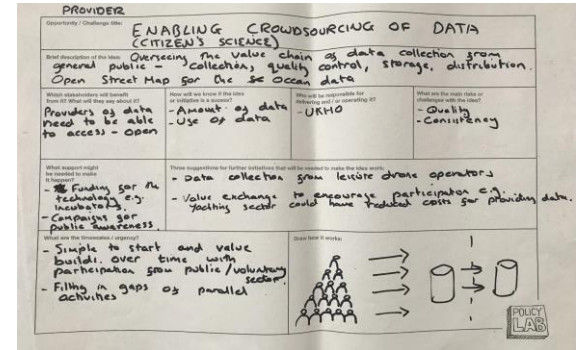 PROVIDER
Opportunity / Challenge title:
ENABLING CROWDSOURCING OF DATA
(CITIZEN'S SCIENCE)
Brief description of the idea: Overseeing the value chain of data collection from
general public - collection, quality control, storage, distribution.
Open Street Map for the Ocean data
Which stakeholders will benefit
from it? What will they say about it?
Providers of data
need to be able
to access - open
How will we know if the idea
or initiative is a success?
- Amount of data
- Use of data
Who will be responsible for
delivering and / or operating it?
- UKHO
What are the main risks or
challenges with the idea?
- Quality
- Consistency
What support might
be needed to make
it happen?
- Funding for the
technology e.g.
incubators.
- Campaigns for
public awareness.
Three suggestions for further initiatives that will be needed to make the idea work:
- Data collection from leisure drone operators
- Value exchange to encourage participation e.g.
yachting sector could have reduced costs for providing data.
What are the timescales / urgency?
- Simple to start and value
build over time with
participation from public/voluntary
sector.
- Filling in gaps of parallel
activities
Draw how it works:
POLICY
LAB